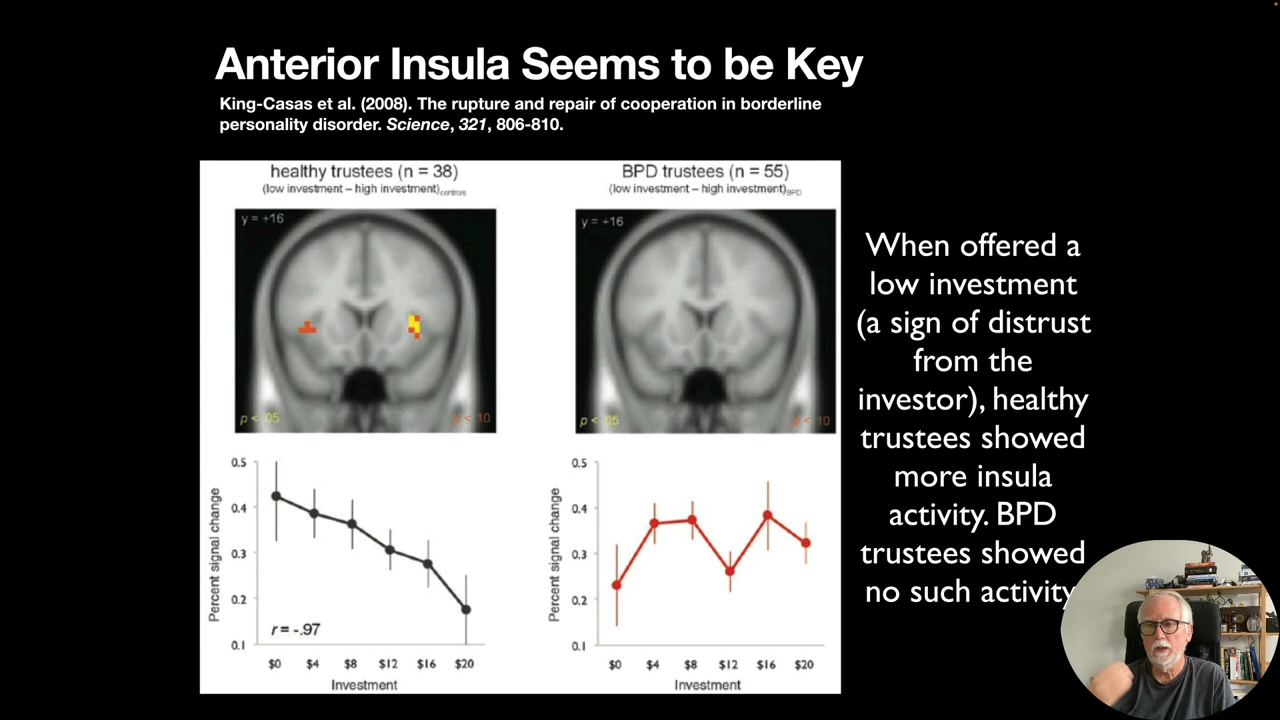 Anterior Insula Seems to be Key
King-Casas et al. (2008). The rupture and repair of cooperation in borderline
personality disorder. Science, 321, 806-810.
healthy trustees (n = 38)
(low investment – high investment)controls
BPD trustees (n = 55)
(low investment – high investment)BPD
y = +16
y = +16
p < .05
p < .10
p < .05
p < .10
When offered a
low investment
(a sign of distrust
from the
investor), healthy
trustees showed
more insula
activity. BPD
trustees showed
no such activity
Percent signal change
0.5
0.4
0.3
0.2
0.1
r = -.97
$0 $4 $8 $12 $16 $20
Investment
Percent signal change
0.5
0.4
0.3
0.2
0.1
$0 $4 $8 $12 $16 $20
Investment